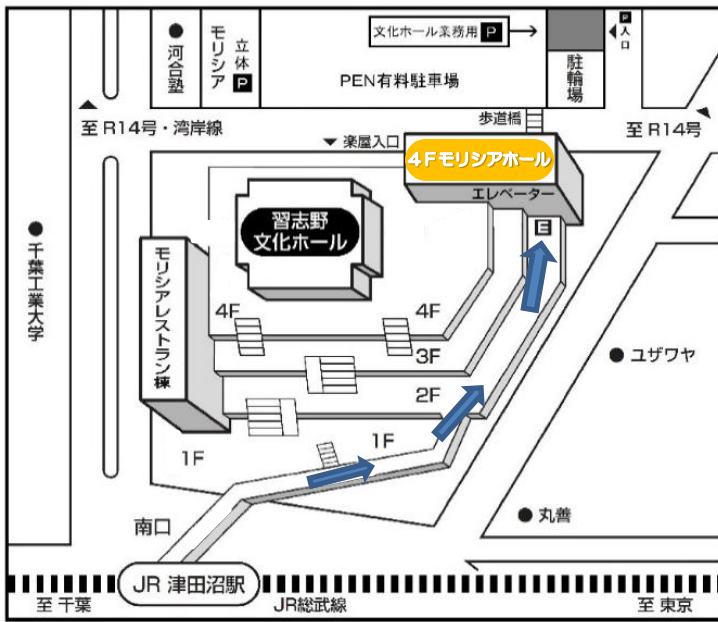 河合塾
モリシア
立体
P
文化ホール業務用 P
PEN有料駐車場
駐輪場
P
入口
至 R14号・湾岸線
歩道橋
至 R14号
楽屋入口
4Fモリシアホール
エレベーター
E
習志野
文化ホール
千葉工業大学
モリシアレストラン棟
4F
4F
3F
2F
1F
1F
ユザワヤ
丸善
南口
JR 津田沼駅
至 千葉
JR総武線
至 東京